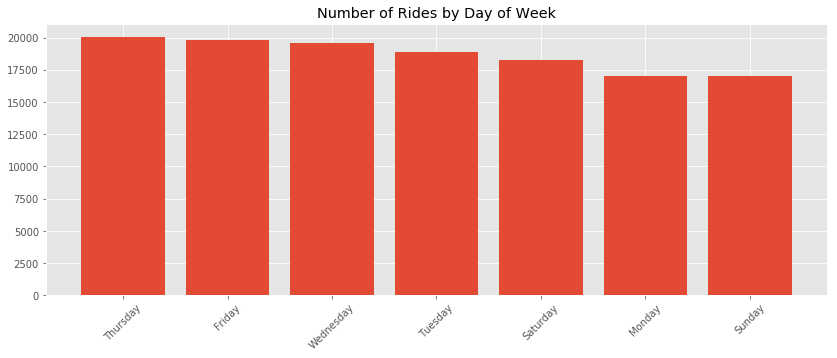 Number of Rides by Day of Week
20000
17500
15000
12500
10000
7500
5000
2500
0
Thursday
Friday
Wednesday
Tuesday
Saturday
Monday
Sunday